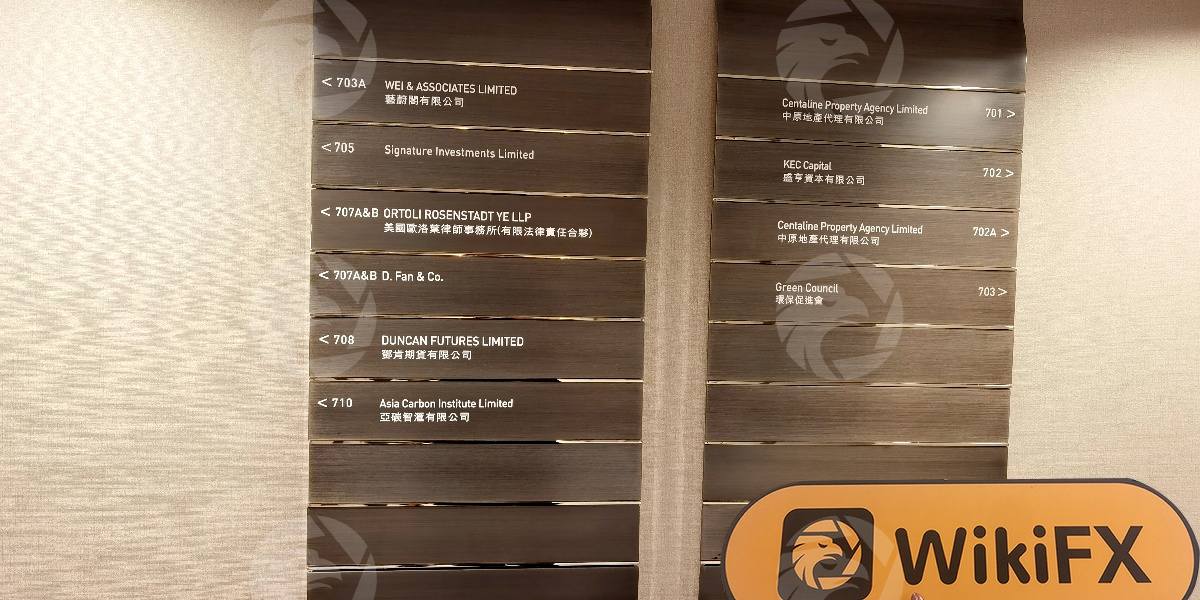 < 703A WEI & ASSOCIATES LIMITED
藝蔚閣有限公司
< 705 Signature Investments Limited
< 707A&B ORTOLI ROSENSTADT YE LLP
美國歐洛葉律師事務所(有限法律責任合夥)
< 707A&B D. Fan & Co.
< 708 DUNCAN FUTURES LIMITED
鄧肯期貨有限公司
< 710 Asia Carbon Institute Limited
亞碳智滙有限公司
Centaline Property Agency Limited 701 >
中原地產代理有限公司
KEC Capital 702 >
盛亨資本有限公司
Centaline Property Agency Limited 702A >
中原地產代理有限公司
Green Council 703 >
環保促進會
WikiFX